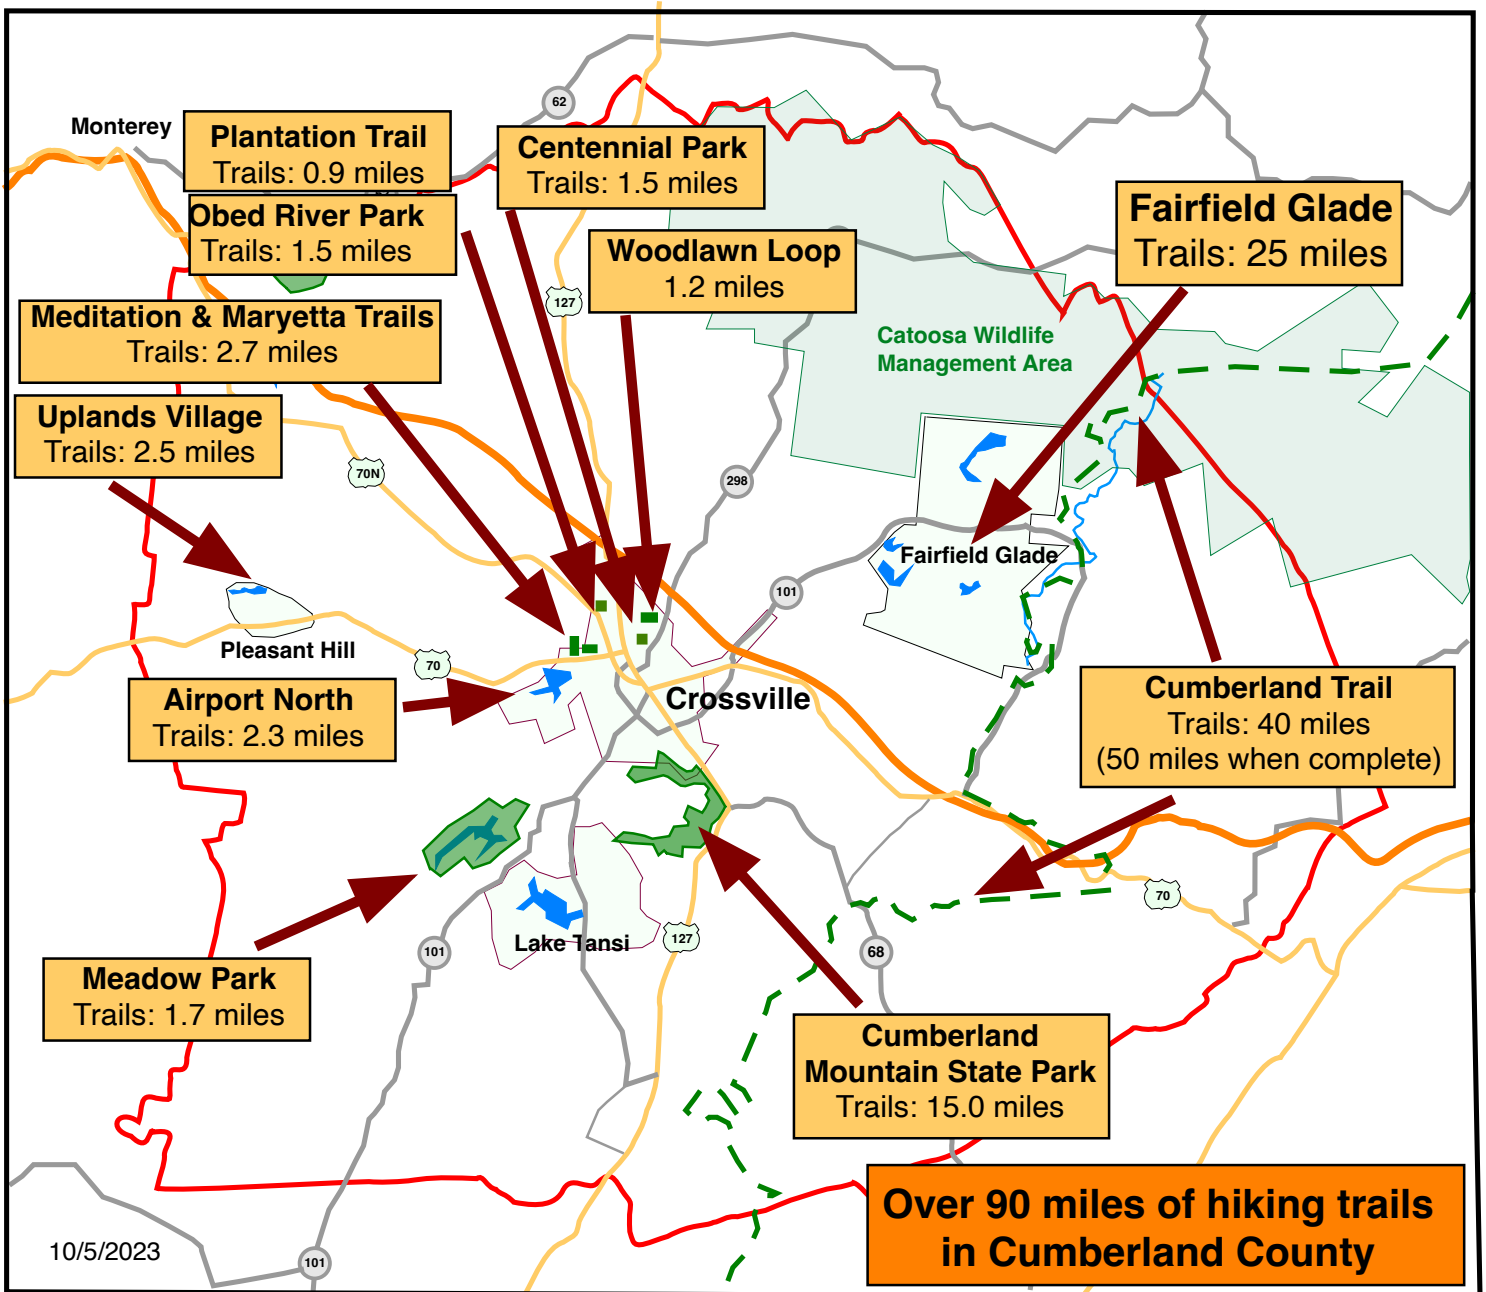 62
Monterey
Plantation Trail
Trails: 0.9 miles
Centennial Park
Trails: 1.5 miles
Obed River Park
Trails: 1.5 miles
Fairfield Glade
Trails: 25 miles
Woodlawn Loop
1.2 miles
127
Meditation & Maryetta Trails
Trails: 2.7 miles
Catoosa Wildlife
Management Area
Uplands Village
Trails: 2.5 miles
70N
298
Fairfield Glade
101
Pleasant Hill
70
Airport North
Trails: 2.3 miles
Crossville
Cumberland Trail
Trails: 40 miles
(50 miles when complete)
70
Lake Tansi
127
101
68
Meadow Park
Trails: 1.7 miles
Cumberland
Mountain State Park
Trails: 15.0 miles
Over 90 miles of hiking trails
in Cumberland County
10/5/2023
101